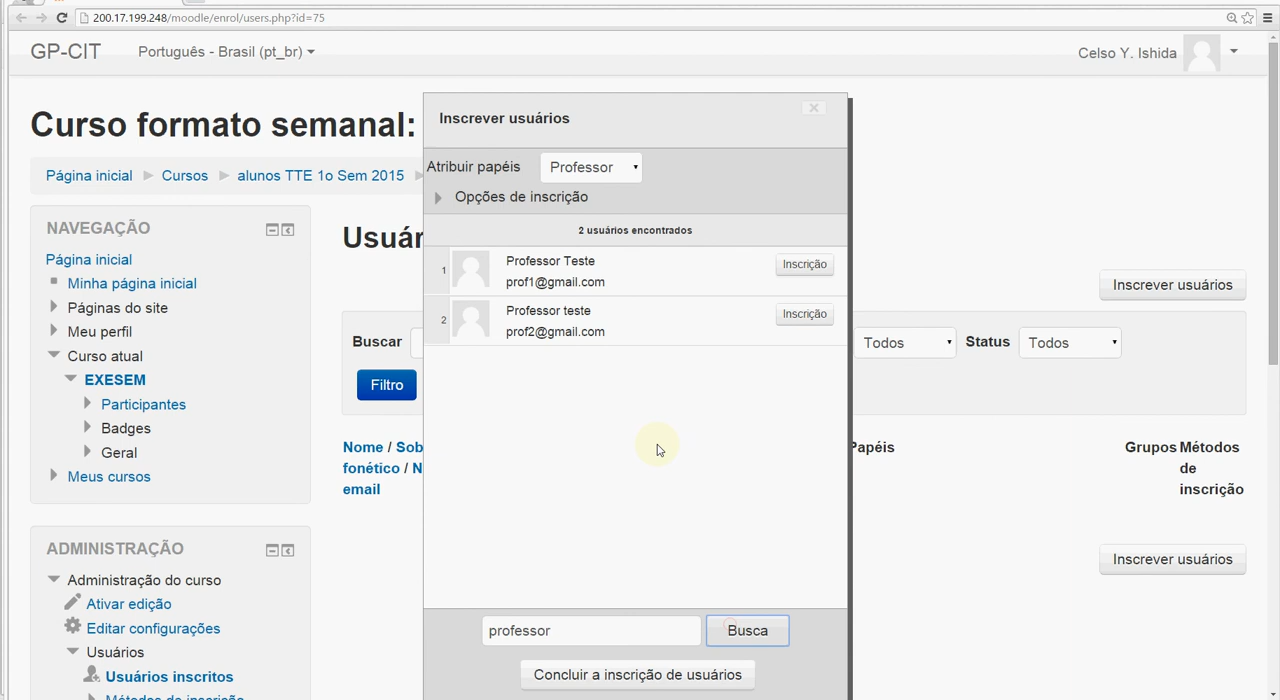 200.17.199.248/moodle/enrol/users.php?id=75
GP-CIT
Português - Brasil (pt_br)
Celso Y. Ishida
Curso formato semanal:
Página inicial
Cursos
alunos TTE 1o Sem 2015
NAVEGAÇÃO
Página inicial
Minha página inicial
Páginas do site
Meu perfil
Curso atual
EXESEM
Participantes
Badges
Geral
Meus cursos
ADMINISTRAÇÃO
Administração do curso
Ativar edição
Editar configurações
Usuários
Usuários inscritos
Métodos de inscrição
Usuár
Buscar
Filtro
Nome / Sob
fonético / N
email
Inscrever usuários
Atribuir papéis
Professor
Opções de inscrição
2 usuários encontrados
1
Professor Teste
prof1@gmail.com
Inscrição
2
Professor teste
prof2@gmail.com
Inscrição
professor
Busca
Concluir a inscrição de usuários
Inscrever usuários
Todos
Status
Todos
Papéis
Grupos
Métodos
de
inscrição
Inscrever usuários